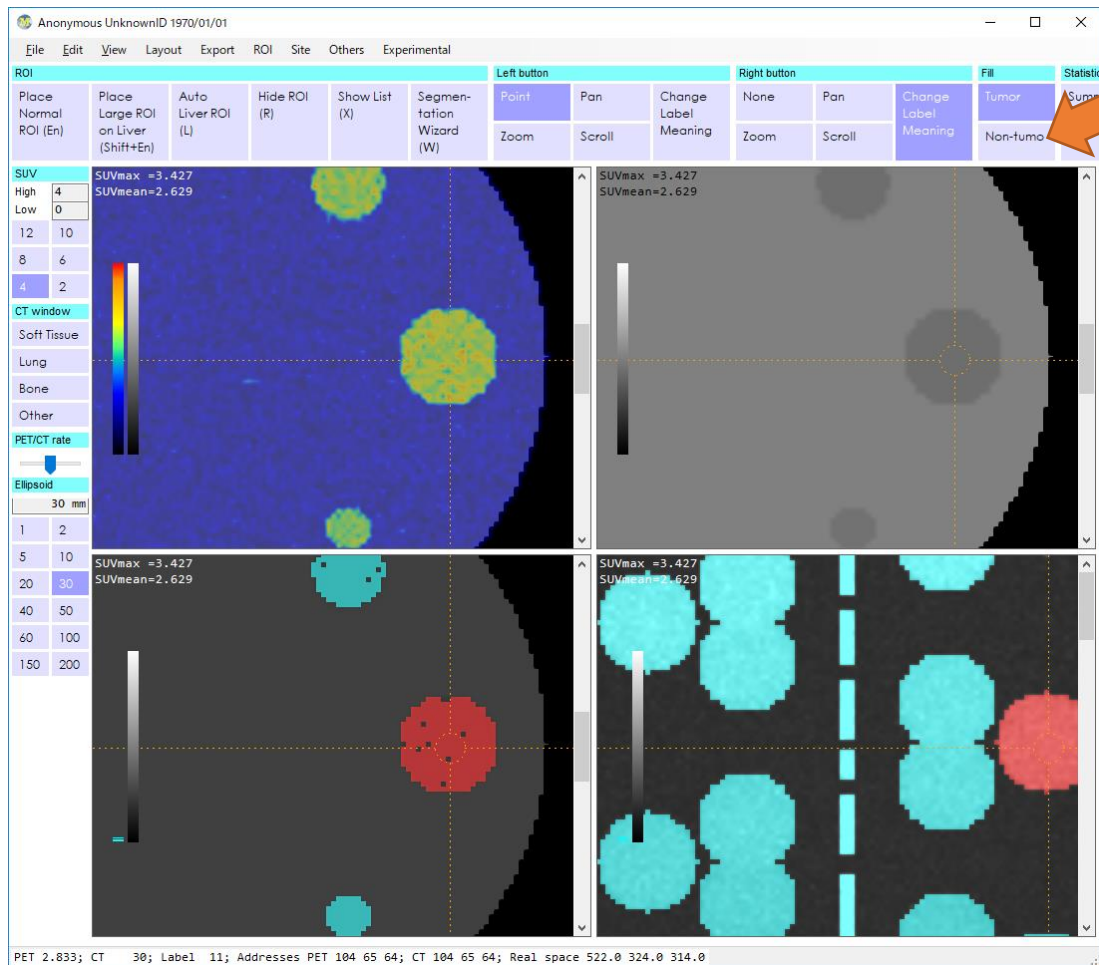 Anonymous UnknownID 1970/01/01
File Edit View Layout Export ROI Site Others Experimental
ROI Left button Right button Fill Statistic
Place Normal ROI (En)
Place Large ROI on Liver (Shift+En)
Auto Liver ROI (L)
Hide ROI (R)
Show List (X)
Segmen-tation Wizard (W)
Point Pan Change Label Meaning
Zoom Scroll
None Pan Change Label Meaning
Zoom Scroll
Tumor
Non-tumo
Summ
SUV
High 4
Low 0
12 10
8 6
4 2
CT window
Soft Tissue
Lung
Bone
Other
PET/CT rate
Ellipsoid
30 mm
1 2
5 10
20 30
40 50
60 100
150 200
SUVmax =3.427
SUVmean=2.629
SUVmax =3.427
SUVmean=2.629
SUVmax =3.427
SUVmean=2.629
SUVmax =3.427
SUVmean=2.629
PET 2.833; CT 30; Label 11; Addresses PET 104 65 64; CT 104 65 64; Real space 522.0 324.0 314.0